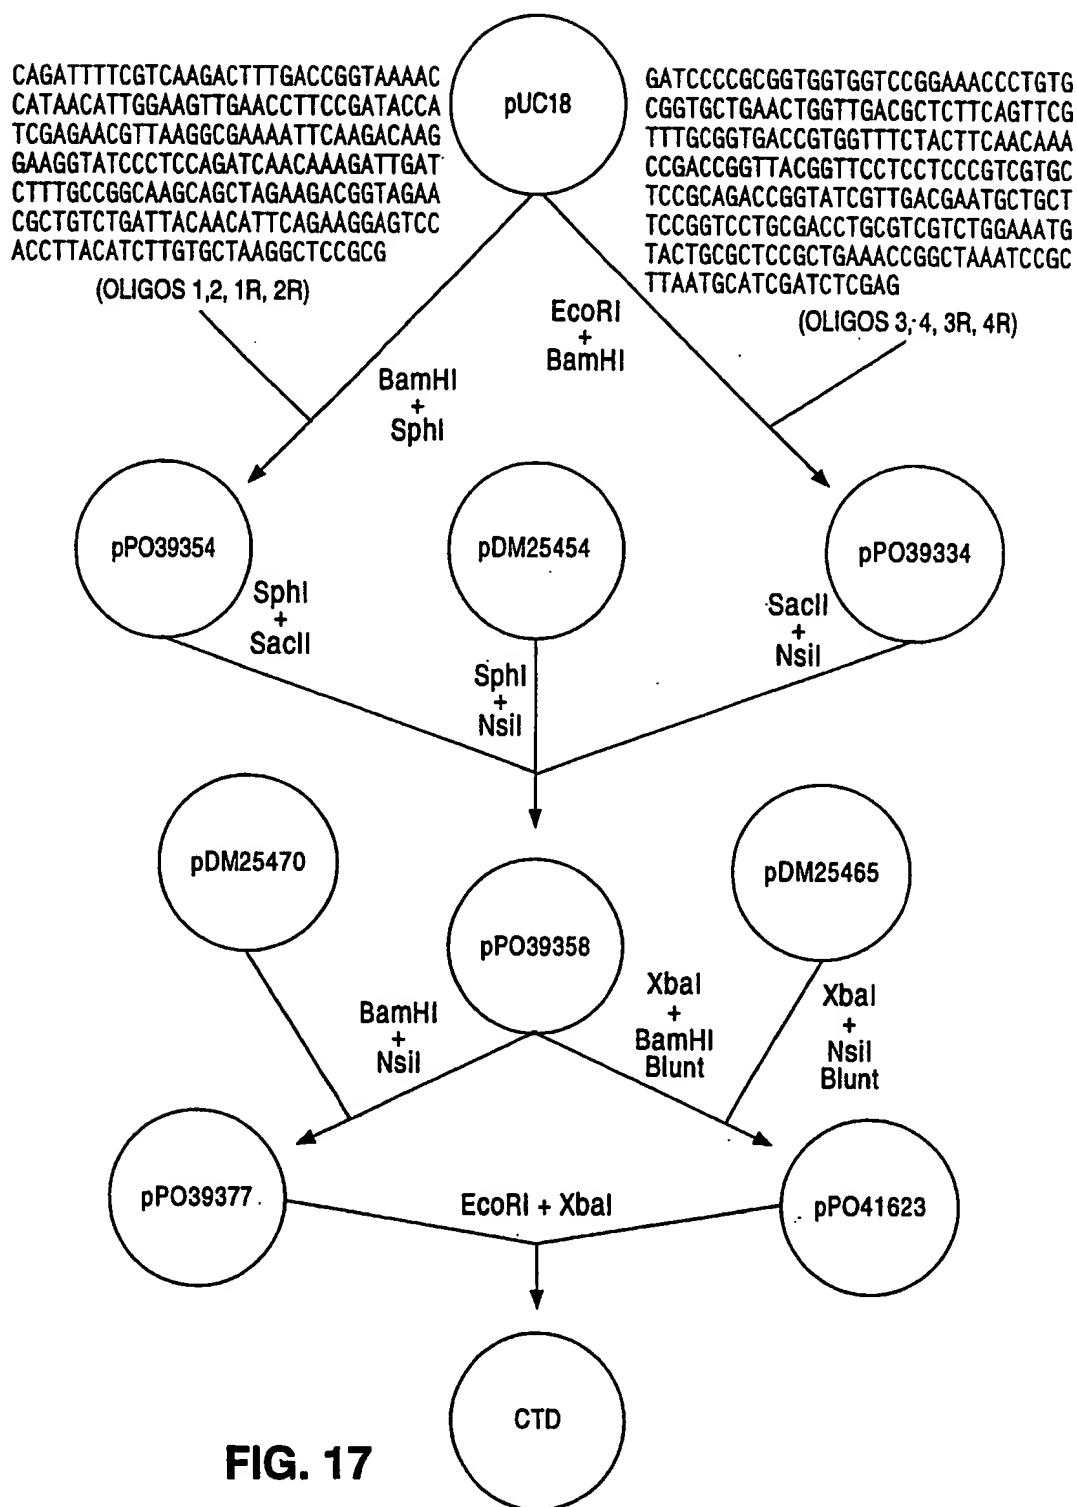 CAGATTTTCGTCAAGACTTTGACCGGTAAAAC
CATAACATTGGAAGTTGAACCTTCCGATACCA
TCGAGAACGTTAAGGCGAAAATTCAAGACAAG
GAAGGTATCCCTCCAGATCAACAAAGATTGAT
CTTTGCCGGCAAGCAGCTAGAAGACGGTAGAA
CGCTGTCTGATTACAACATTCAGAAGGAGTCC
ACCTTACATCTTGTGCTAAGGCTCCGCG
(OLIGOS 1,2, 1R, 2R)
pUC18
GATCCCCGCGGTGGTGGTCCGGAAACCCTGTG
CGGTGCTGAACTGGTTGACGCTCTTCAGTTCG
TTTGCGGTGACCGTGGTTTCTACTTCAACAAA
CCGACCGGTTACGGTTCCTCCTCCCGTCGTGC
TCCGCAGACCGGTATCGTTGACGAATGCTGCT
TCCGGTCCTGCGACCTGCGTCGTCTGGAAATG
TACTGCGCTCCGCTGAAACCGGCTAAATCCGC
TTAATGCATCGATCTCGAG
(OLIGOS 3, 4, 3R, 4R)
BamHI
+
SphI
EcoRI
+
BamHI
pPO39354
pDM25454
pPO39334
SphI
+
SacII
SphI
+
NsiI
SacII
+
NsiI
pDM25470
pPO39358
pDM25465
BamHI
+
NsiI
XbaI
+
BamHI
Blunt
XbaI
+
NsiI
Blunt
pPO39377
EcoRI + XbaI
pPO41623
CTD
FIG. 17